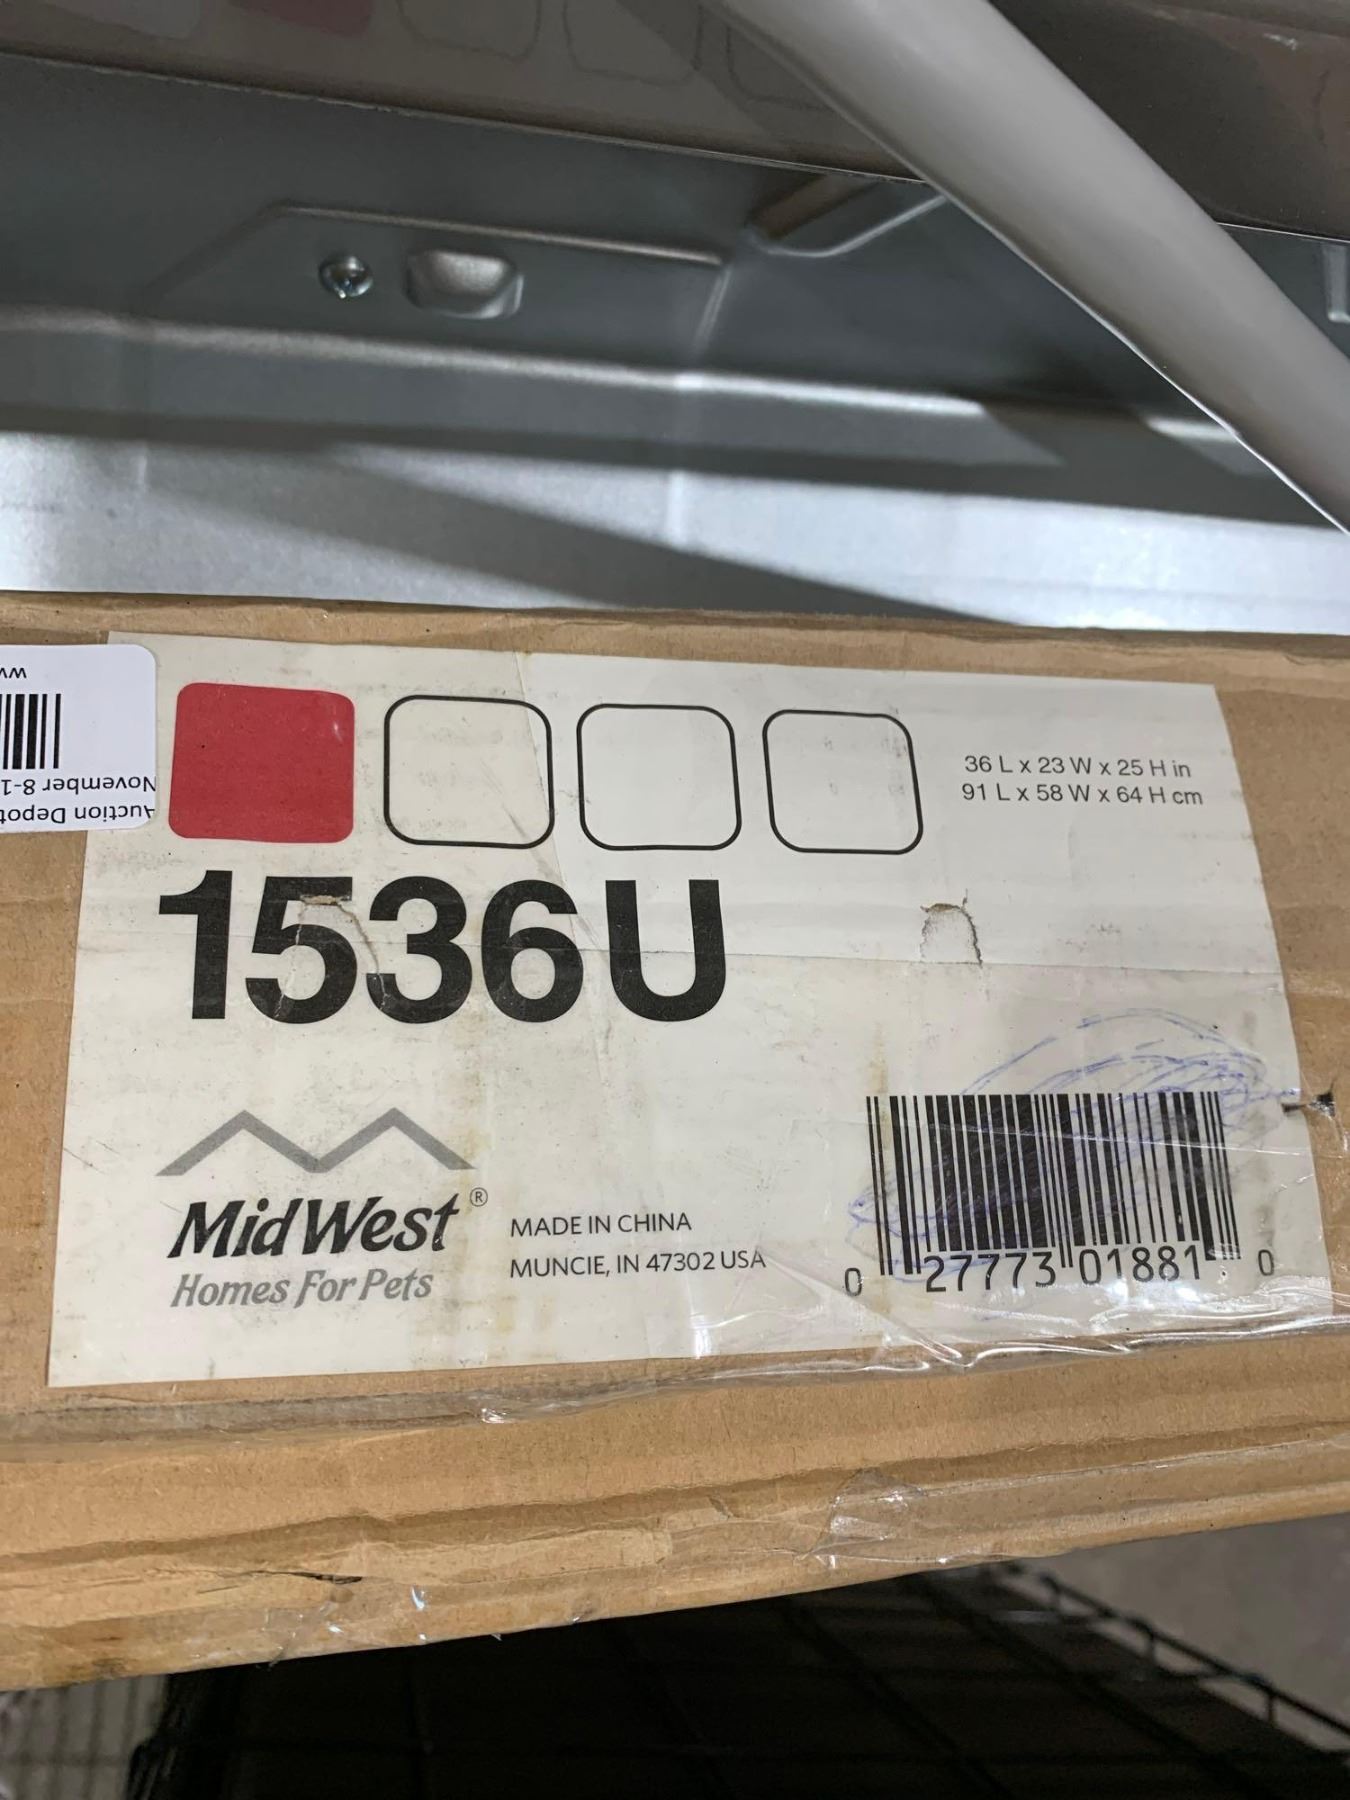 36 L x 23 W x 25 H in
91 L x 58 W x 64 H cm
November 8-1
Auction Depot
1536U
MidWest®
Homes For Pets
MADE IN CHINA
MUNCIE, IN 47302 USA
0 27773 01881 0